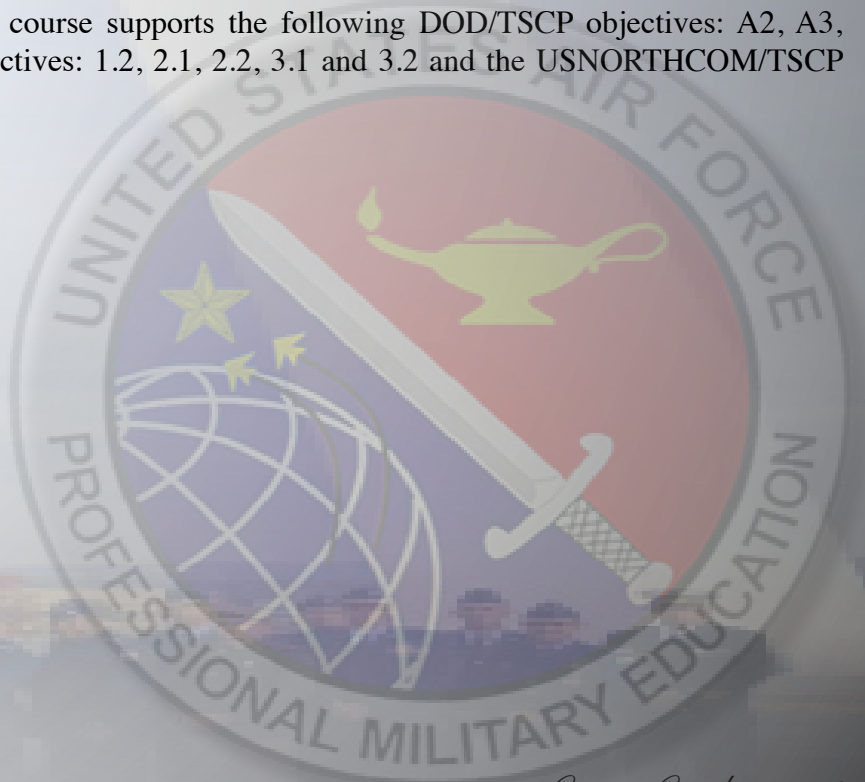 course supports the following DOD/TSCP objectives: A2, A3,
ctives: 1.2, 2.1, 2.2, 3.1 and 3.2 and the USNORTHCOM/TSCP
UNITED STATES AIR FORCE
PROFESSIONAL MILITARY EDUCATION